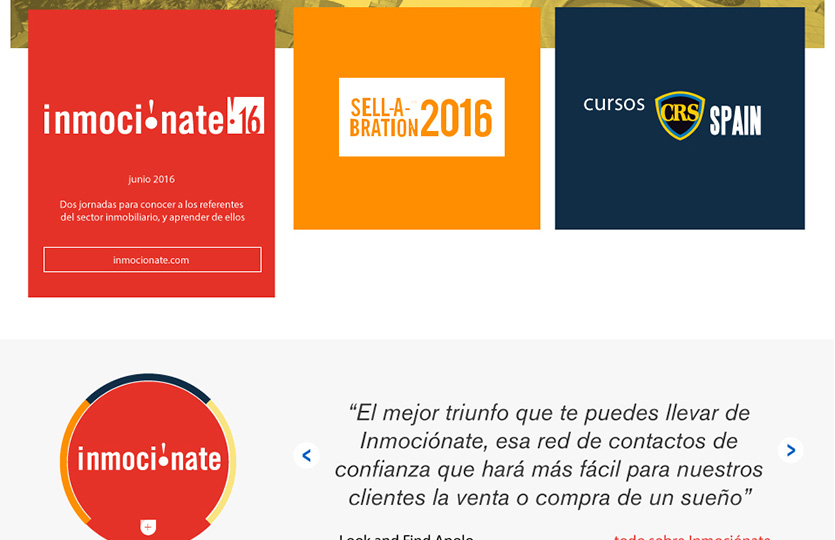 inmoci!nate 16
junio 2016
Dos jornadas para conocer a los referentes
del sector inmobiliario, y aprender de ellos
inmocionate.com
SELL-A-
BRATION 2016
cursos CRS SPAIN
inmoci!nate
“El mejor triunfo que te puedes llevar de
Inmociónate, esa red de contactos de
confianza que hará más fácil para nuestros
clientes la venta o compra de un sueño”
Look and Find Apolo
todo sobre Inmociónate